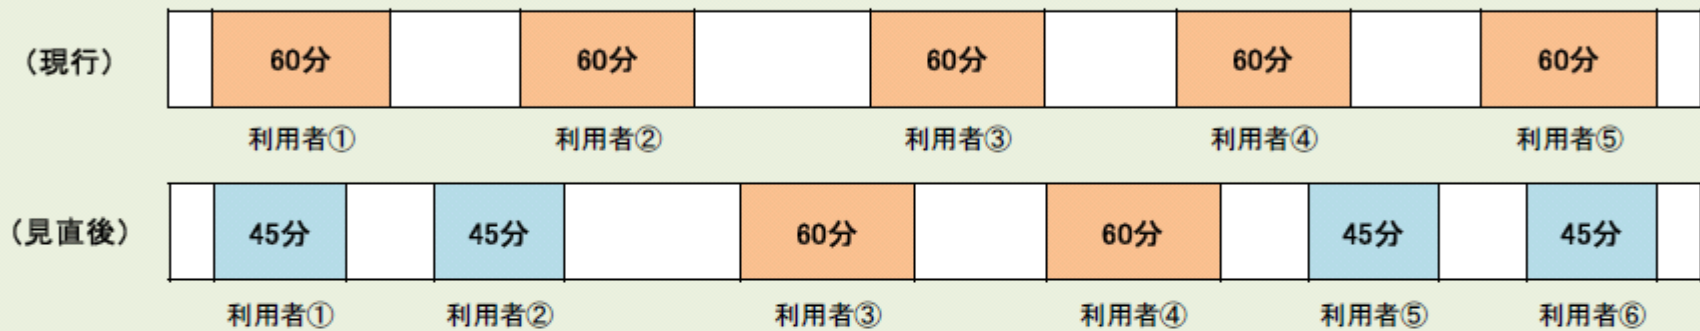 （現行）
60分 60分 60分 60分 60分
利用者① 利用者② 利用者③ 利用者④ 利用者⑤
（見直後）
45分 45分 60分 60分 45分 45分
利用者① 利用者② 利用者③ 利用者④ 利用者⑤ 利用者⑥